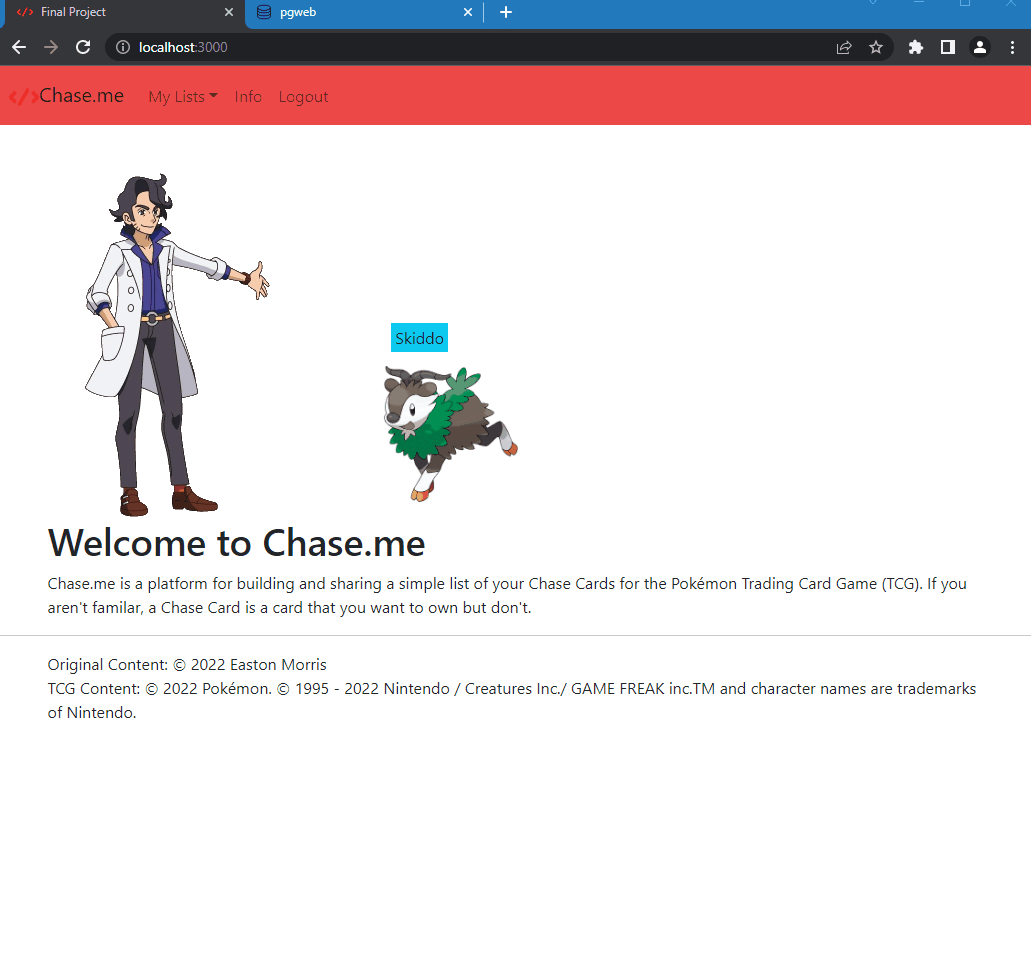 Final Project
pgweb
localhost:3000
</>Chase.me My Lists Info Logout
Skiddo
Welcome to Chase.me
Chase.me is a platform for building and sharing a simple list of your Chase Cards for the Pokémon Trading Card Game (TCG). If you
aren't familar, a Chase Card is a card that you want to own but don't.
Original Content: © 2022 Easton Morris
TCG Content: © 2022 Pokémon. © 1995 - 2022 Nintendo / Creatures Inc./ GAME FREAK inc.TM and character names are trademarks
of Nintendo.